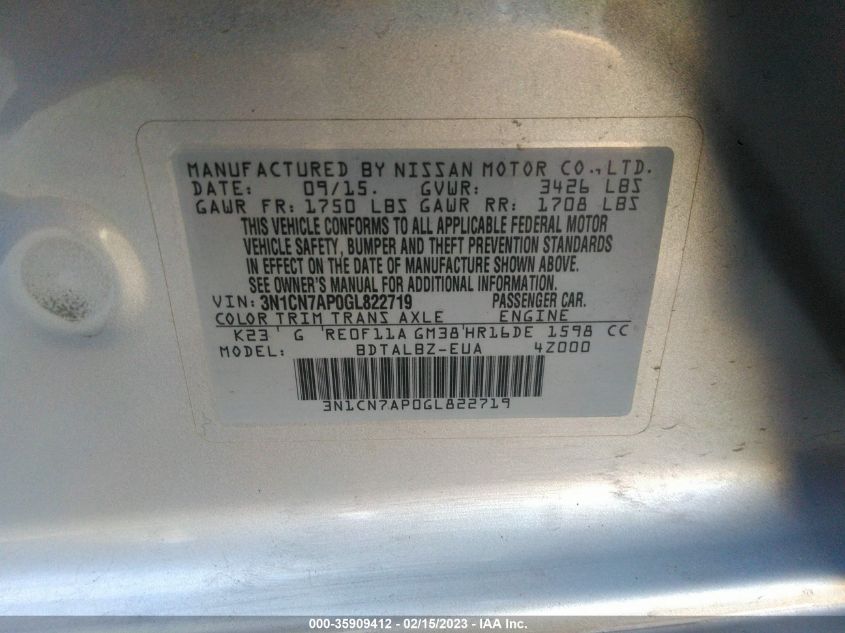 MANUFACTURED BY NISSAN MOTOR CO., LTD.
DATE: 09/15. GVWR: 3426 LBS
GAWR FR: 1750 LBS GAWR RR: 1708 LBS
THIS VEHICLE CONFORMS TO ALL APPLICABLE FEDERAL MOTOR
VEHICLE SAFETY, BUMPER AND THEFT PREVENTION STANDARDS
IN EFFECT ON THE DATE OF MANUFACTURE SHOWN ABOVE.
SEE OWNER'S MANUAL FOR ADDITIONAL INFORMATION
VIN: 3N1CN7AP0GL822719 PASSENGER CAR.
COLOR TRIM TRANS AXLE ENGINE
K23 G RE0F11A GM38 HR16DE 1598 CC
MODEL: BDTALBZ-EUA 4Z000
3N1CN7AP0GL822719
000-35909412 - 02/15/2023 - IAA Inc.